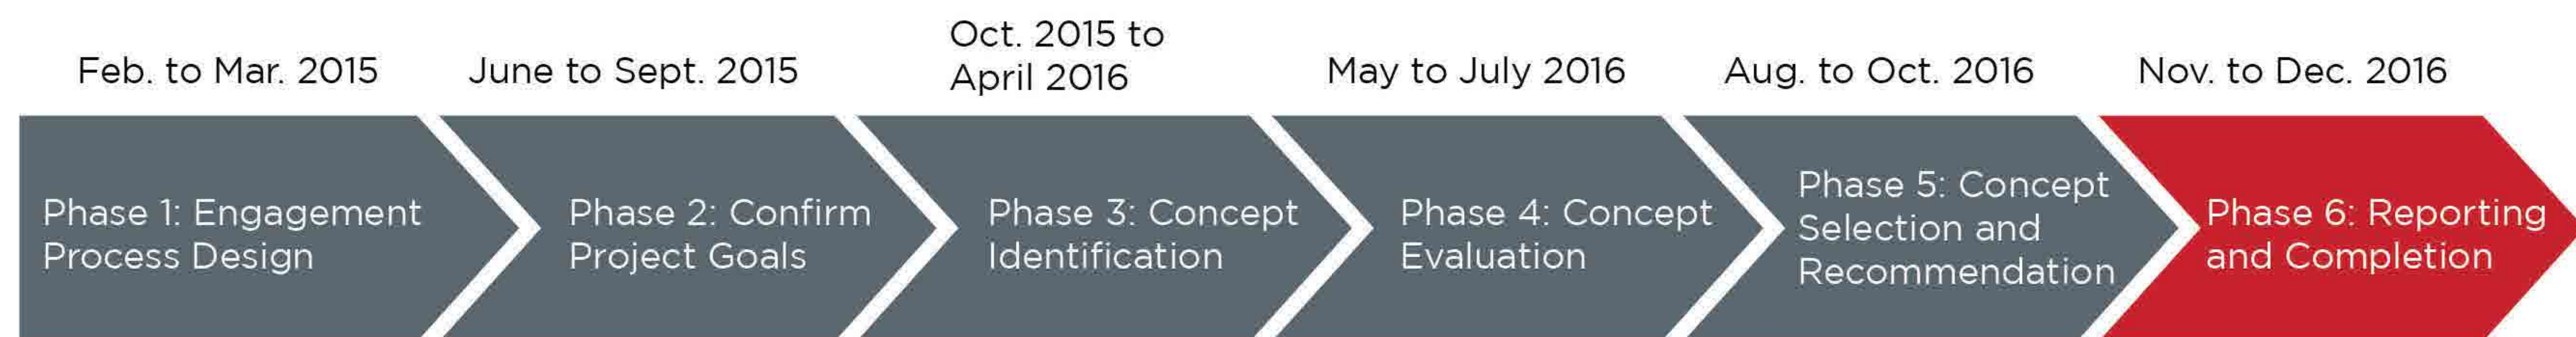 Feb. to Mar. 2015
June to Sept. 2015
Oct. 2015 to
April 2016
May to July 2016
Aug. to Oct. 2016
Nov. to Dec. 2016
Phase 1: Engagement
Process Design
Phase 2: Confirm
Project Goals
Phase 3: Concept
Identification
Phase 4: Concept
Evaluation
Phase 5: Concept
Selection and
Recommendation
Phase 6: Reporting
and Completion